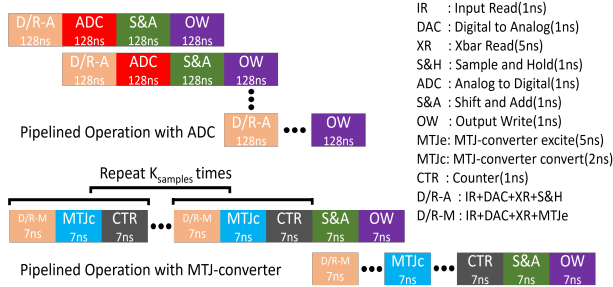 D/R-A ADC S&A OW
128ns 128ns 128ns 128ns
D/R-A ADC S&A OW
128ns 128ns 128ns 128ns
D/R-A OW
128ns 128ns
Pipelined Operation with ADC
Repeat Ksamples times
D/R-M MTJc CTR D/R-M MTJc CTR S&A OW
7ns 7ns 7ns 7ns 7ns 7ns 7ns 7ns
D/R-M MTJc CTR S&A OW
7ns 7ns 7ns 7ns 7ns
Pipelined Operation with MTJ-converter
IR : Input Read(1ns)
DAC : Digital to Analog(1ns)
XR : Xbar Read(5ns)
S&H : Sample and Hold(1ns)
ADC : Analog to Digital(1ns)
S&A : Shift and Add(1ns)
OW : Output Write(1ns)
MTJe: MTJ-converter excite(5ns)
MTJc: MTJ-converter convert(2ns)
CTR : Counter(1ns)
D/R-A : IR+DAC+XR+S&H
D/R-M : IR+DAC+XR+MTJe